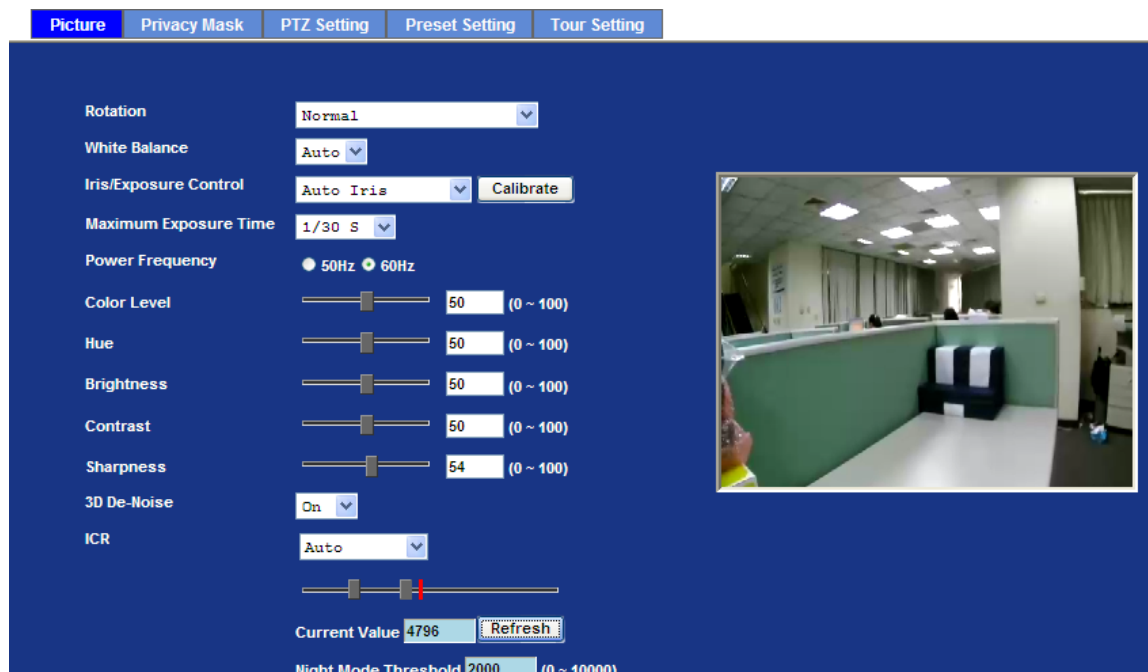 Picture Privacy Mask PTZ Setting Preset Setting Tour Setting
Rotation Normal
White Balance Auto
Iris/Exposure Control Auto Iris Calibrate
Maximum Exposure Time 1/30 S
Power Frequency 50Hz 60Hz
Color Level 50 (0 ~ 100)
Hue 50 (0 ~ 100)
Brightness 50 (0 ~ 100)
Contrast 50 (0 ~ 100)
Sharpness 54 (0 ~ 100)
3D De-Noise On
ICR Auto
Current Value 4796 Refresh
Night Mode Threshold 2000 (0 ~ 10000)